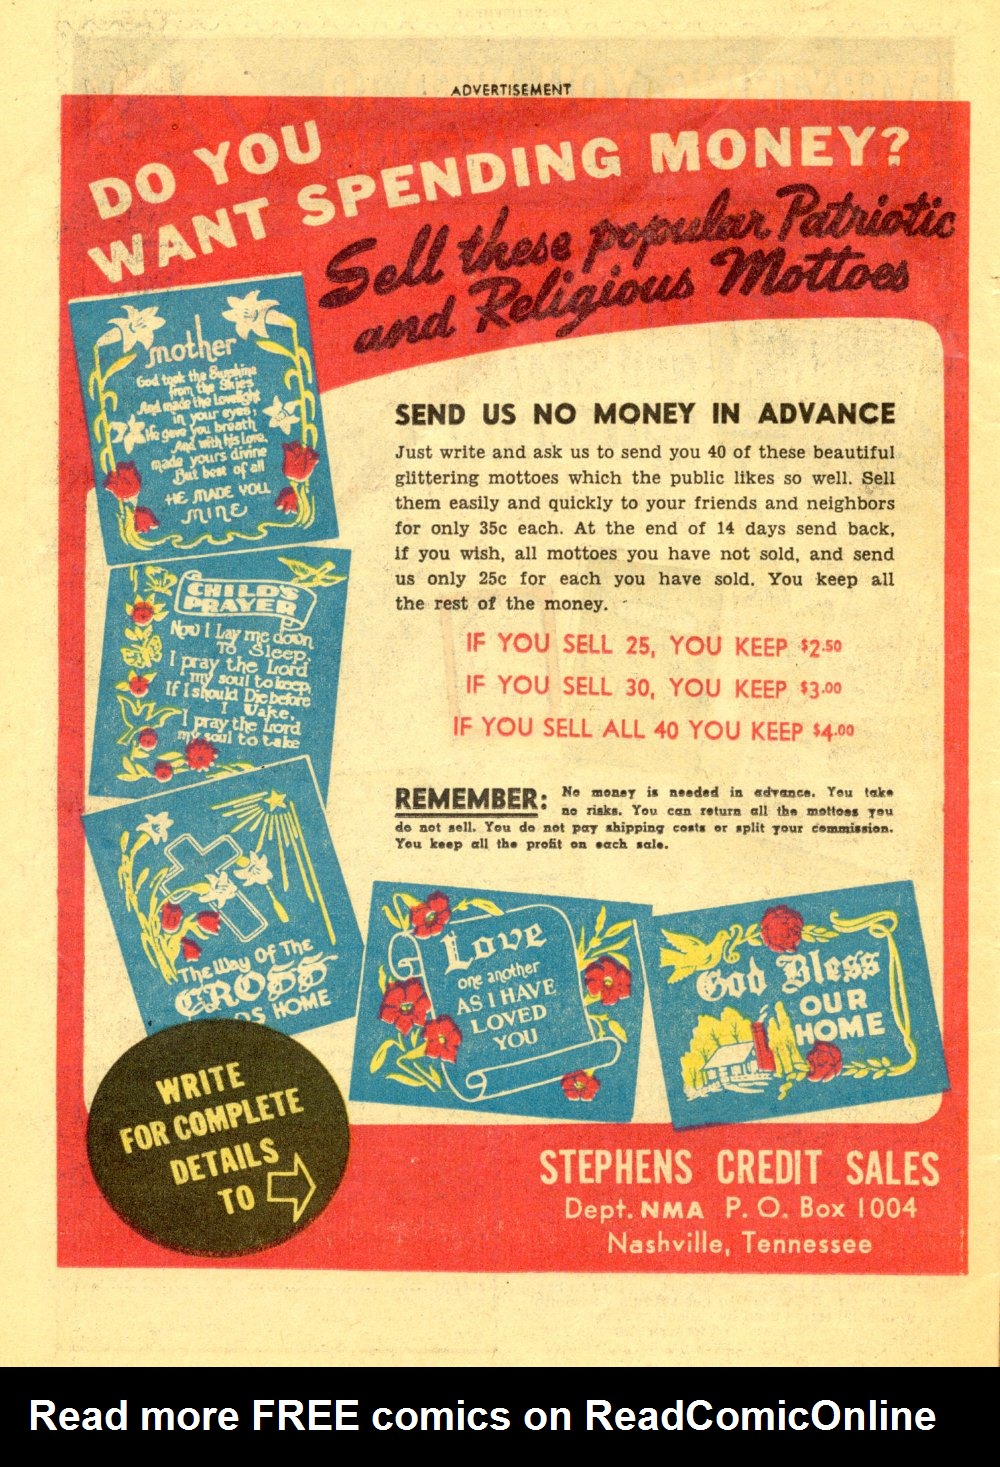 ADVERTISEMENT
DO YOU
WANT SPENDING MONEY?
Sell these popular Patriotic
and Religious Mottoes
mother
God took the Sunshine
from the Skies
And made the Lovelight
in your eyes;
He gave you breath
And with his Love,
made yours divine
But best of all
HE MADE YOU
MINE
CHILD'S
PRAYER
Now I Lay me down
TO Sleep,
I pray the Lord
my soul to keep,
If I should Die before
I Wake,
I pray the Lord
my soul to take
The Way Of The
CROSS
DS HOME
SEND US NO MONEY IN ADVANCE
Just write and ask us to send you 40 of these beautiful
glittering mottoes which the public likes so well. Sell
them easily and quickly to your friends and neighbors
for only 35c each. At the end of 14 days send back,
if you wish, all mottoes you have not sold, and send
us only 25c for each you have sold. You keep all
the rest of the money.
IF YOU SELL 25, YOU KEEP $2.50
IF YOU SELL 30, YOU KEEP $3.00
IF YOU SELL ALL 40 YOU KEEP $4.00
REMEMBER: No money is needed in advance. You take
no risks. You can return all the mottoes you
do not sell. You do not pay shipping costs or split your commission.
You keep all the profit on each sale.
Love
one another
AS I HAVE
LOVED
YOU
God Bless
OUR
HOME
WRITE
FOR COMPLETE
DETAILS
TO
STEPHENS CREDIT SALES
Dept. NMA P. O. Box 1004
Nashville, Tennessee
Read more FREE comics on ReadComicOnline